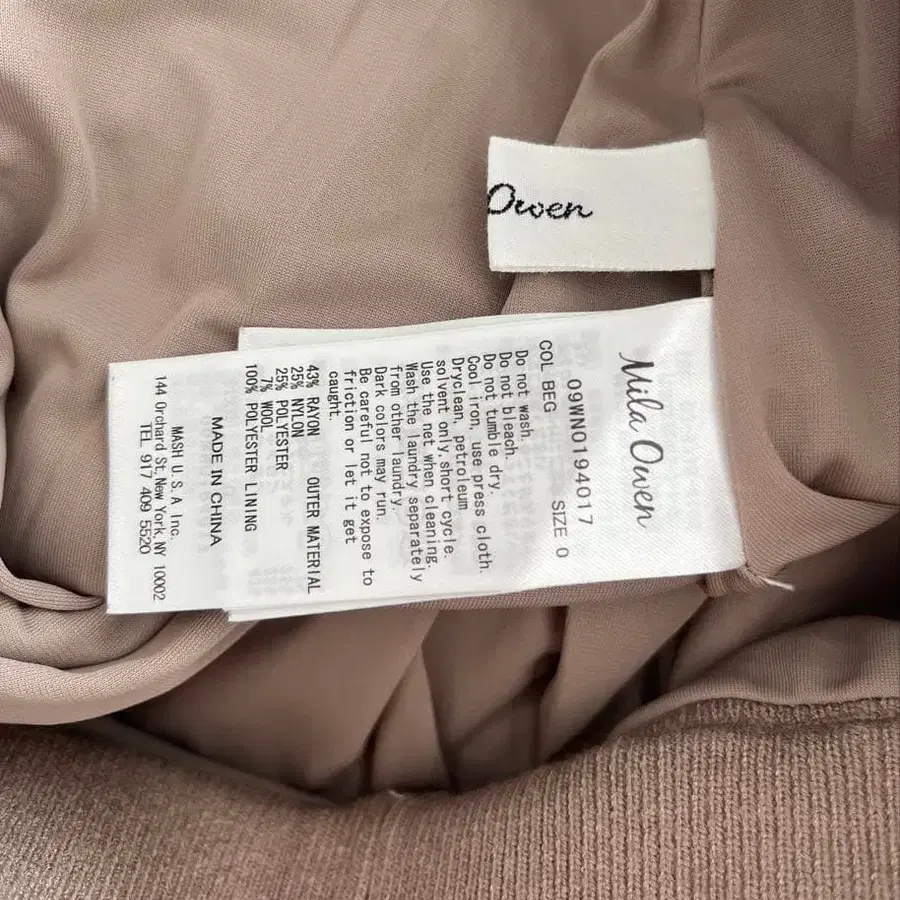 Owen
Mila Owen
09WN0194017
COL BEG SIZE 0
Do not wash.
Do not bleach.
Do not tumble dry.
Cool iron, use press cloth.
Dryclean, petroleum
solvent only, short cycle.
Use the net when cleaning.
Wash the laundry separately
from other laundry.
Dark colors may run.
Be careful not to expose to
friction or let it get
caught.
43% RAYON OUTER MATERIAL
25% NYLON
25% POLYESTER
7% WOOL
100% POLYESTER LINING
MADE IN CHINA
MASH U.S.A Inc.
144 Orchard St, New York, NY 10002
TEL 917 409 5520